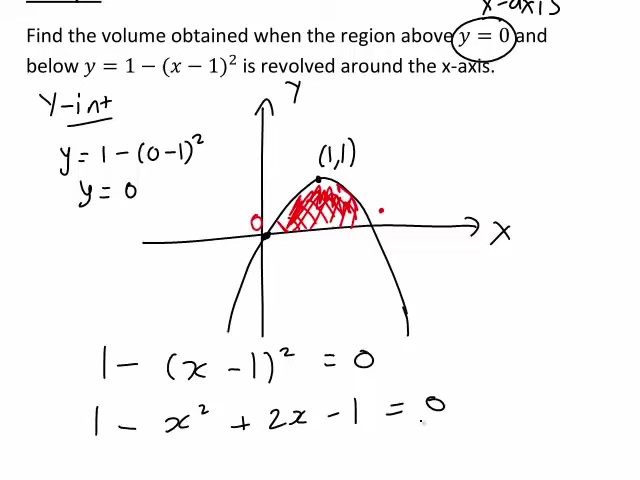 x-axis
Find the volume obtained when the region above y = 0 and
below y = 1 − (x − 1)² is revolved around the x-axis.
Y-int
y = 1 - (0-1)²
y = 0
Y
(1,1)
0
X
1 - (x - 1)² = 0
1 - x² + 2x - 1 = 0